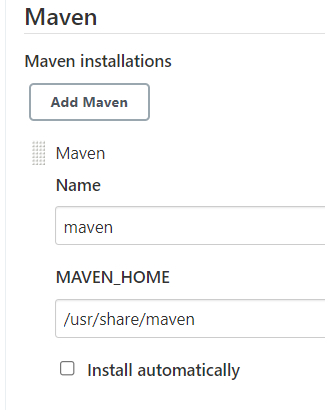 Maven
Maven installations
Add Maven
Maven
Name
maven
MAVEN_HOME
/usr/share/maven
Install automatically